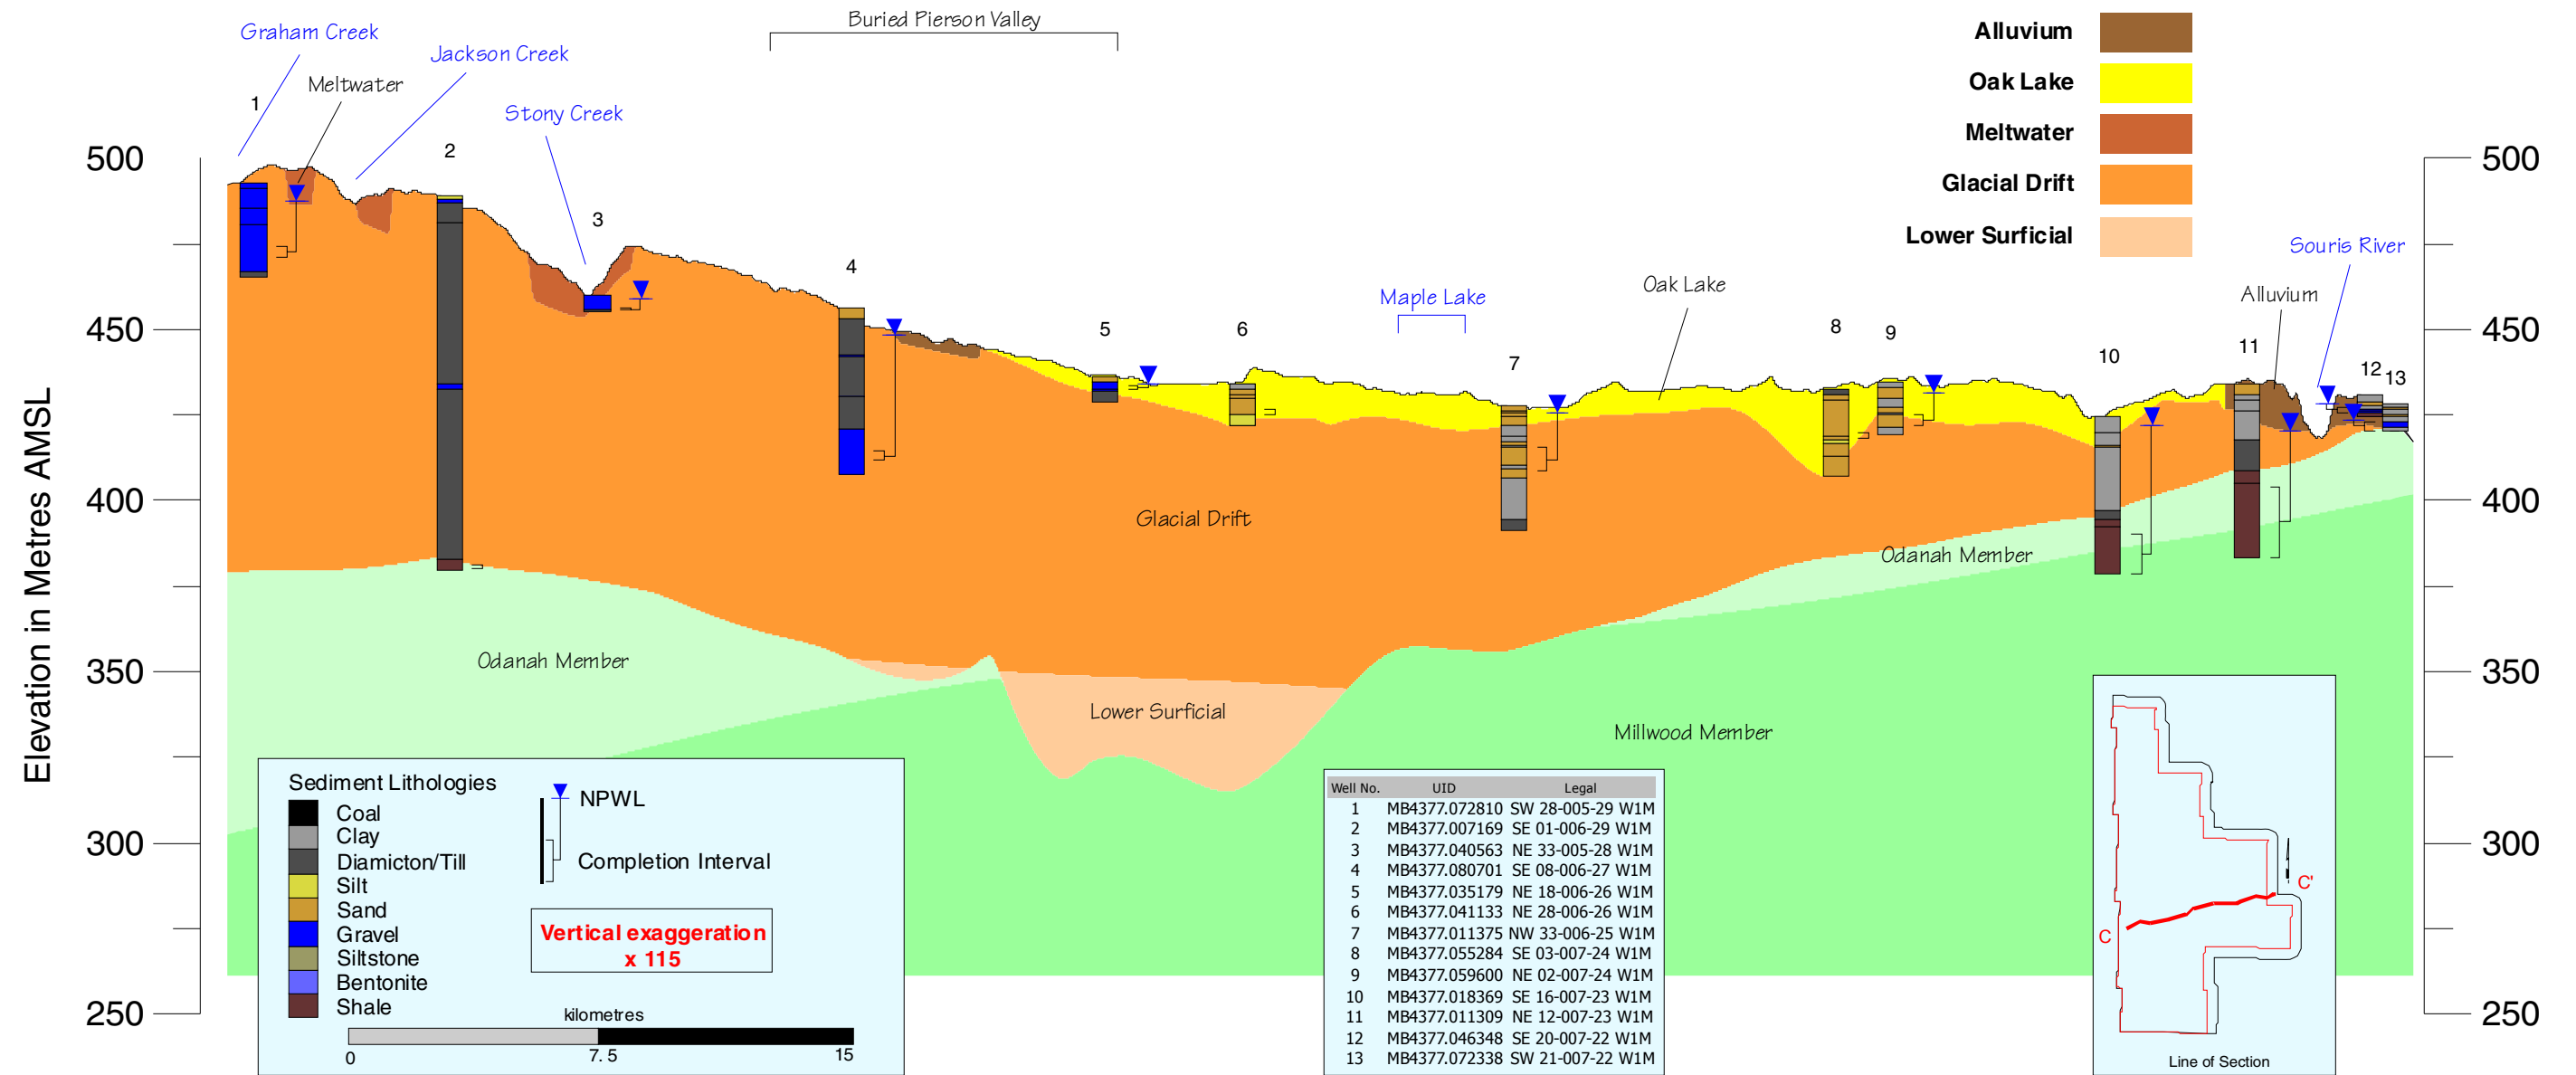 Buried Pierson Valley
Graham Creek
Jackson Creek
Meltwater
Stony Creek
1
2
3
4
5
6
7
8
9
10
11
12
13
Maple Lake
Oak Lake
Alluvium
Souris River
Alluvium
Oak Lake
Meltwater
Glacial Drift
Lower Surficial
Elevation in Metres AMSL
500
450
400
350
300
250
500
450
400
350
300
250
Glacial Drift
Odanah Member
Odanah Member
Lower Surficial
Millwood Member
Sediment Lithologies
Coal
Clay
Diamicton/Till
Silt
Sand
Gravel
Siltstone
Bentonite
Shale
NPWL
Completion Interval
Vertical exaggeration
x 115
kilometres
0 7.5 15
Well No. UID Legal
1 MB4377.072810 SW 28-005-29 W1M
2 MB4377.007169 SE 01-006-29 W1M
3 MB4377.040563 NE 33-005-28 W1M
4 MB4377.080701 SE 08-006-27 W1M
5 MB4377.035179 NE 18-006-26 W1M
6 MB4377.041133 NE 28-006-26 W1M
7 MB4377.011375 NW 33-006-25 W1M
8 MB4377.055284 SE 03-007-24 W1M
9 MB4377.059600 NE 02-007-24 W1M
10 MB4377.018369 SE 16-007-23 W1M
11 MB4377.011309 NE 12-007-23 W1M
12 MB4377.046348 SE 20-007-22 W1M
13 MB4377.072338 SW 21-007-22 W1M
C
C'
Line of Section